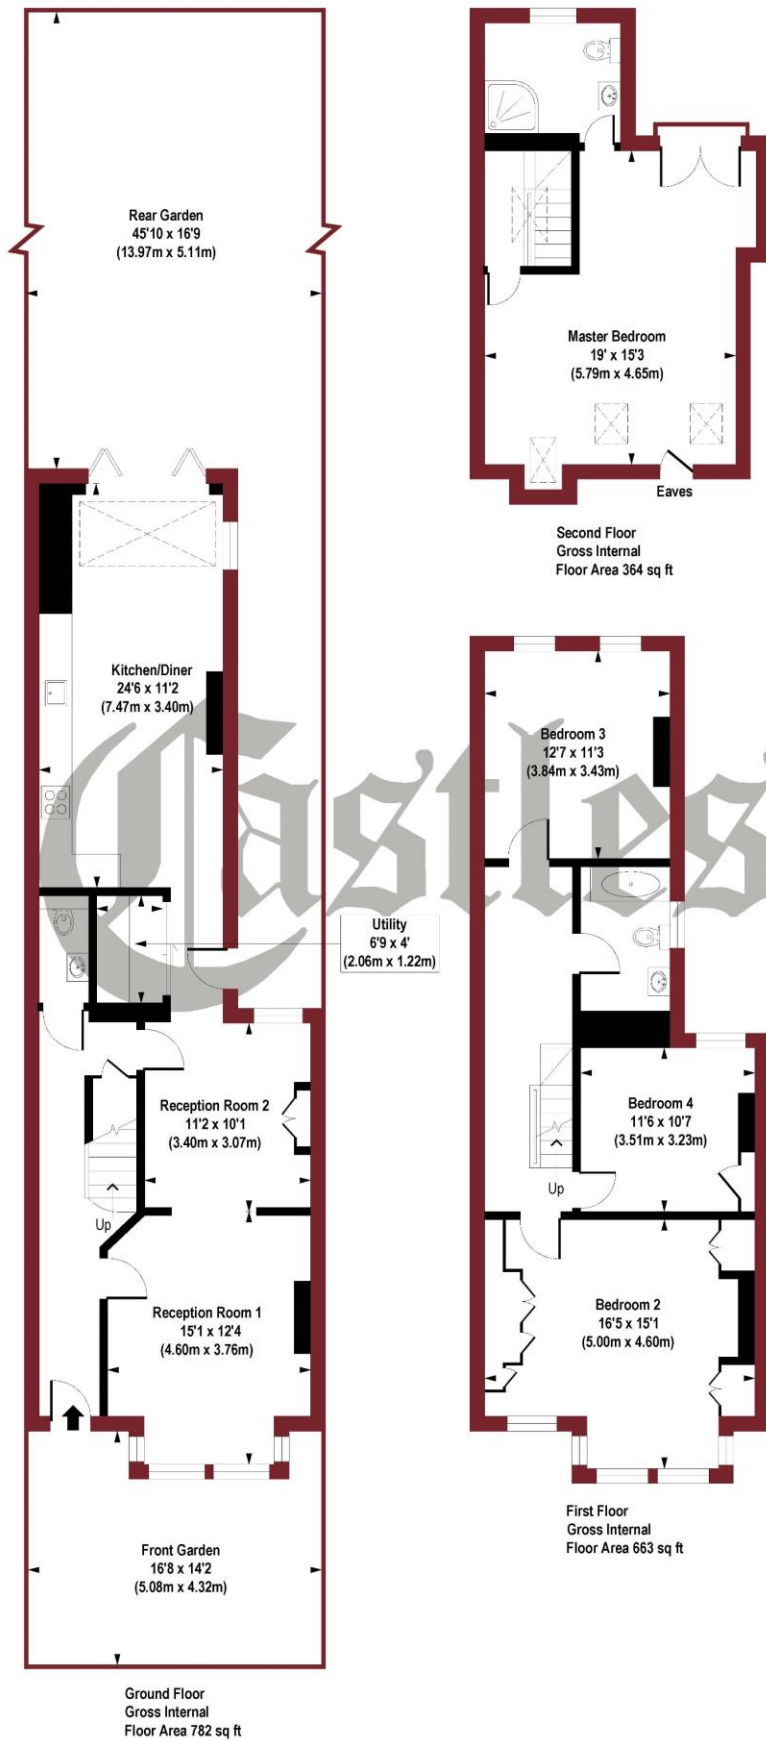 Rear Garden
45'10 x 16'9
(13.97m x 5.11m)
Kitchen/Diner
24'6 x 11'2
(7.47m x 3.40m)
Utility
6'9 x 4'
(2.06m x 1.22m)
Reception Room 2
11'2 x 10'1
(3.40m x 3.07m)
Up
Reception Room 1
15'1 x 12'4
(4.60m x 3.76m)
Front Garden
16'8 x 14'2
(5.08m x 4.32m)
Ground Floor
Gross Internal
Floor Area 782 sq ft
Master Bedroom
19' x 15'3
(5.79m x 4.65m)
Eaves
Second Floor
Gross Internal
Floor Area 364 sq ft
Bedroom 3
12'7 x 11'3
(3.84m x 3.43m)
Bedroom 4
11'6 x 10'7
(3.51m x 3.23m)
Up
Bedroom 2
16'5 x 15'1
(5.00m x 4.60m)
First Floor
Gross Internal
Floor Area 663 sq ft
Castles